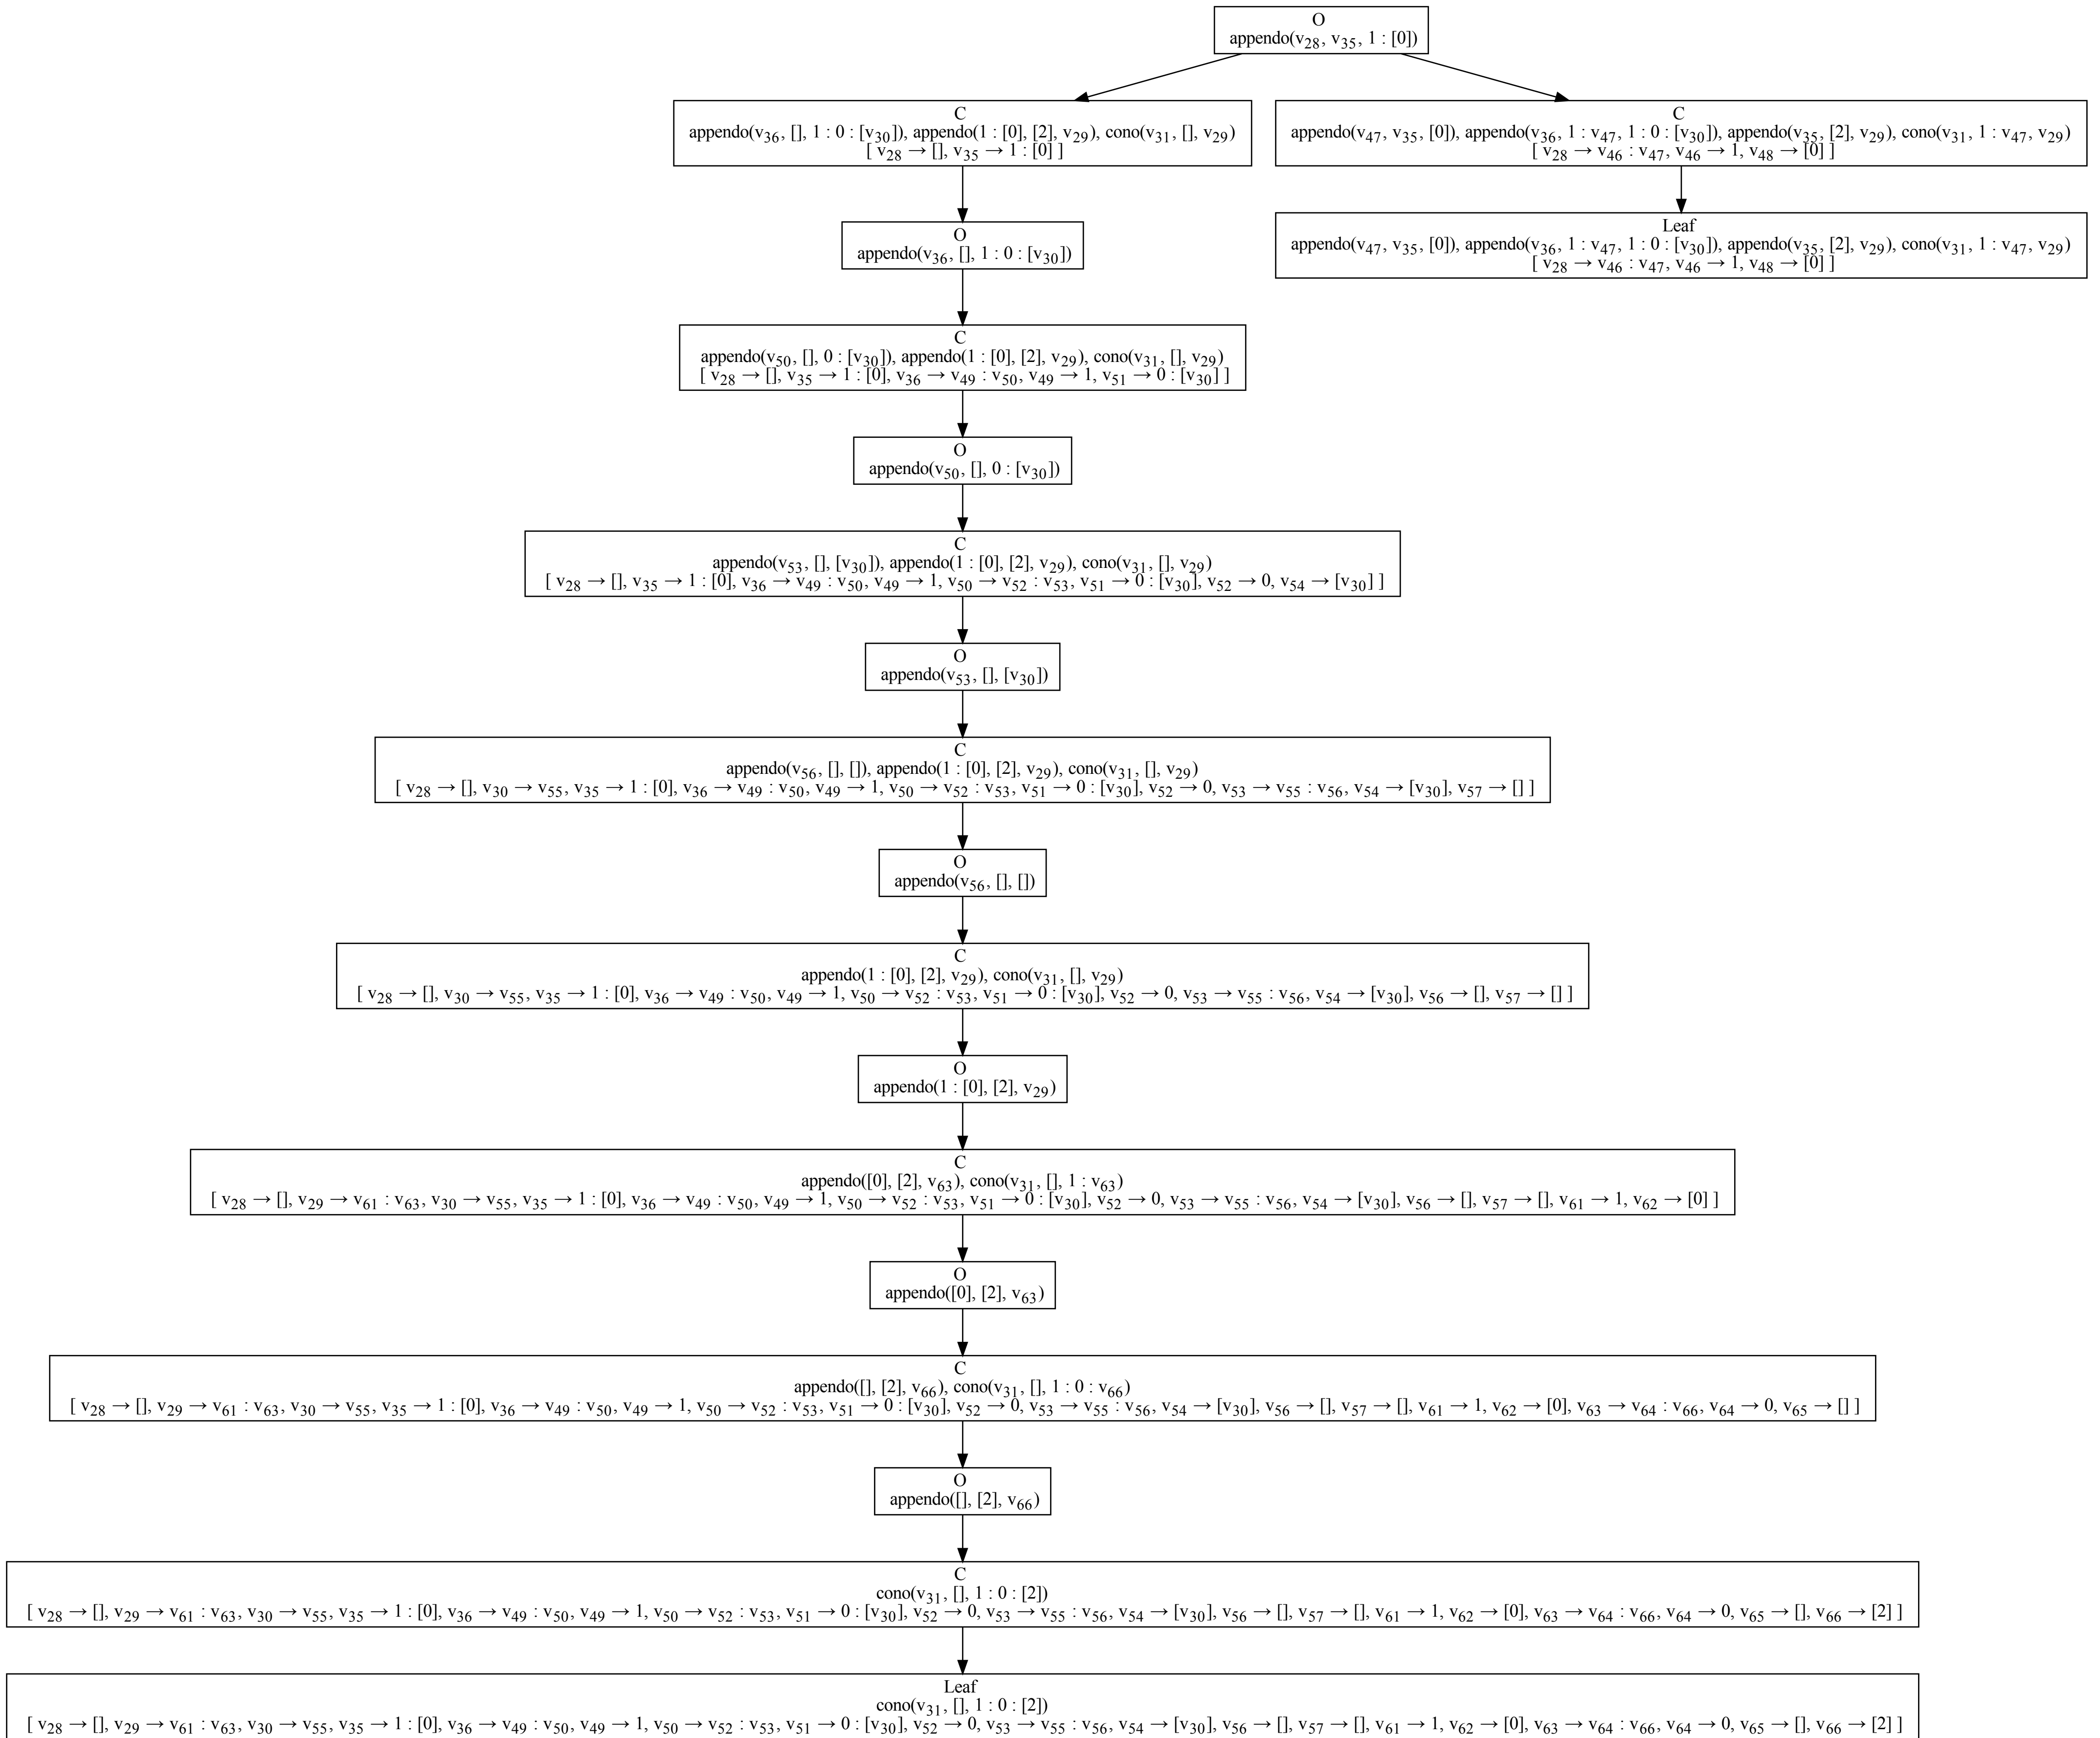 O
appendo(v₂₈, v₃₅, 1 : [0])
C
appendo(v₃₆, [], 1 : 0 : [v₃₀]), appendo(1 : [0], [2], v₂₉), cono(v₃₁, [], v₂₉)
[ v₂₈ → [], v₃₅ → 1 : [0] ]
C
appendo(v₄₇, v₃₅, [0]), appendo(v₃₆, 1 : v₄₇, 1 : 0 : [v₃₀]), appendo(v₃₅, [2], v₂₉), cono(v₃₁, 1 : v₄₇, v₂₉)
[ v₂₈ → v₄₆ : v₄₇, v₄₆ → 1, v₄₈ → [0] ]
O
appendo(v₃₆, [], 1 : 0 : [v₃₀])
Leaf
appendo(v₄₇, v₃₅, [0]), appendo(v₃₆, 1 : v₄₇, 1 : 0 : [v₃₀]), appendo(v₃₅, [2], v₂₉), cono(v₃₁, 1 : v₄₇, v₂₉)
[ v₂₈ → v₄₆ : v₄₇, v₄₆ → 1, v₄₈ → [0] ]
C
appendo(v₅₀, [], 0 : [v₃₀]), appendo(1 : [0], [2], v₂₉), cono(v₃₁, [], v₂₉)
[ v₂₈ → [], v₃₅ → 1 : [0], v₃₆ → v₄₉ : v₅₀, v₄₉ → 1, v₅₁ → 0 : [v₃₀] ]
O
appendo(v₅₀, [], 0 : [v₃₀])
C
appendo(v₅₃, [], [v₃₀]), appendo(1 : [0], [2], v₂₉), cono(v₃₁, [], v₂₉)
[ v₂₈ → [], v₃₅ → 1 : [0], v₃₆ → v₄₉ : v₅₀, v₄₉ → 1, v₅₀ → v₅₂ : v₅₃, v₅₁ → 0 : [v₃₀], v₅₂ → 0, v₅₄ → [v₃₀] ]
O
appendo(v₅₃, [], [v₃₀])
C
appendo(v₅₆, [], []), appendo(1 : [0], [2], v₂₉), cono(v₃₁, [], v₂₉)
[ v₂₈ → [], v₃₀ → v₅₅, v₃₅ → 1 : [0], v₃₆ → v₄₉ : v₅₀, v₄₉ → 1, v₅₀ → v₅₂ : v₅₃, v₅₁ → 0 : [v₃₀], v₅₂ → 0, v₅₃ → v₅₅ : v₅₆, v₅₄ → [v₃₀], v₅₇ → [] ]
O
appendo(v₅₆, [], [])
C
appendo(1 : [0], [2], v₂₉), cono(v₃₁, [], v₂₉)
[ v₂₈ → [], v₃₀ → v₅₅, v₃₅ → 1 : [0], v₃₆ → v₄₉ : v₅₀, v₄₉ → 1, v₅₀ → v₅₂ : v₅₃, v₅₁ → 0 : [v₃₀], v₅₂ → 0, v₅₃ → v₅₅ : v₅₆, v₅₄ → [v₃₀], v₅₆ → [], v₅₇ → [] ]
O
appendo(1 : [0], [2], v₂₉)
C
appendo([0], [2], v₆₃), cono(v₃₁, [], 1 : v₆₃)
[ v₂₈ → [], v₂₉ → v₆₁ : v₆₃, v₃₀ → v₅₅, v₃₅ → 1 : [0], v₃₆ → v₄₉ : v₅₀, v₄₉ → 1, v₅₀ → v₅₂ : v₅₃, v₅₁ → 0 : [v₃₀], v₅₂ → 0, v₅₃ → v₅₅ : v₅₆, v₅₄ → [v₃₀], v₅₆ → [], v₅₇ → [], v₆₁ → 1, v₆₂ → [0] ]
O
appendo([0], [2], v₆₃)
C
appendo([], [2], v₆₆), cono(v₃₁, [], 1 : 0 : v₆₆)
[ v₂₈ → [], v₂₉ → v₆₁ : v₆₃, v₃₀ → v₅₅, v₃₅ → 1 : [0], v₃₆ → v₄₉ : v₅₀, v₄₉ → 1, v₅₀ → v₅₂ : v₅₃, v₅₁ → 0 : [v₃₀], v₅₂ → 0, v₅₃ → v₅₅ : v₅₆, v₅₄ → [v₃₀], v₅₆ → [], v₅₇ → [], v₆₁ → 1, v₆₂ → [0], v₆₃ → v₆₄ : v₆₆, v₆₄ → 0, v₆₅ → [] ]
O
appendo([], [2], v₆₆)
C
cono(v₃₁, [], 1 : 0 : [2])
[ v₂₈ → [], v₂₉ → v₆₁ : v₆₃, v₃₀ → v₅₅, v₃₅ → 1 : [0], v₃₆ → v₄₉ : v₅₀, v₄₉ → 1, v₅₀ → v₅₂ : v₅₃, v₅₁ → 0 : [v₃₀], v₅₂ → 0, v₅₃ → v₅₅ : v₅₆, v₅₄ → [v₃₀], v₅₆ → [], v₅₇ → [], v₆₁ → 1, v₆₂ → [0], v₆₃ → v₆₄ : v₆₆, v₆₄ → 0, v₆₅ → [], v₆₆ → [2] ]
Leaf
cono(v₃₁, [], 1 : 0 : [2])
[ v₂₈ → [], v₂₉ → v₆₁ : v₆₃, v₃₀ → v₅₅, v₃₅ → 1 : [0], v₃₆ → v₄₉ : v₅₀, v₄₉ → 1, v₅₀ → v₅₂ : v₅₃, v₅₁ → 0 : [v₃₀], v₅₂ → 0, v₅₃ → v₅₅ : v₅₆, v₅₄ → [v₃₀], v₅₆ → [], v₅₇ → [], v₆₁ → 1, v₆₂ → [0], v₆₃ → v₆₄ : v₆₆, v₆₄ → 0, v₆₅ → [], v₆₆ → [2] ]